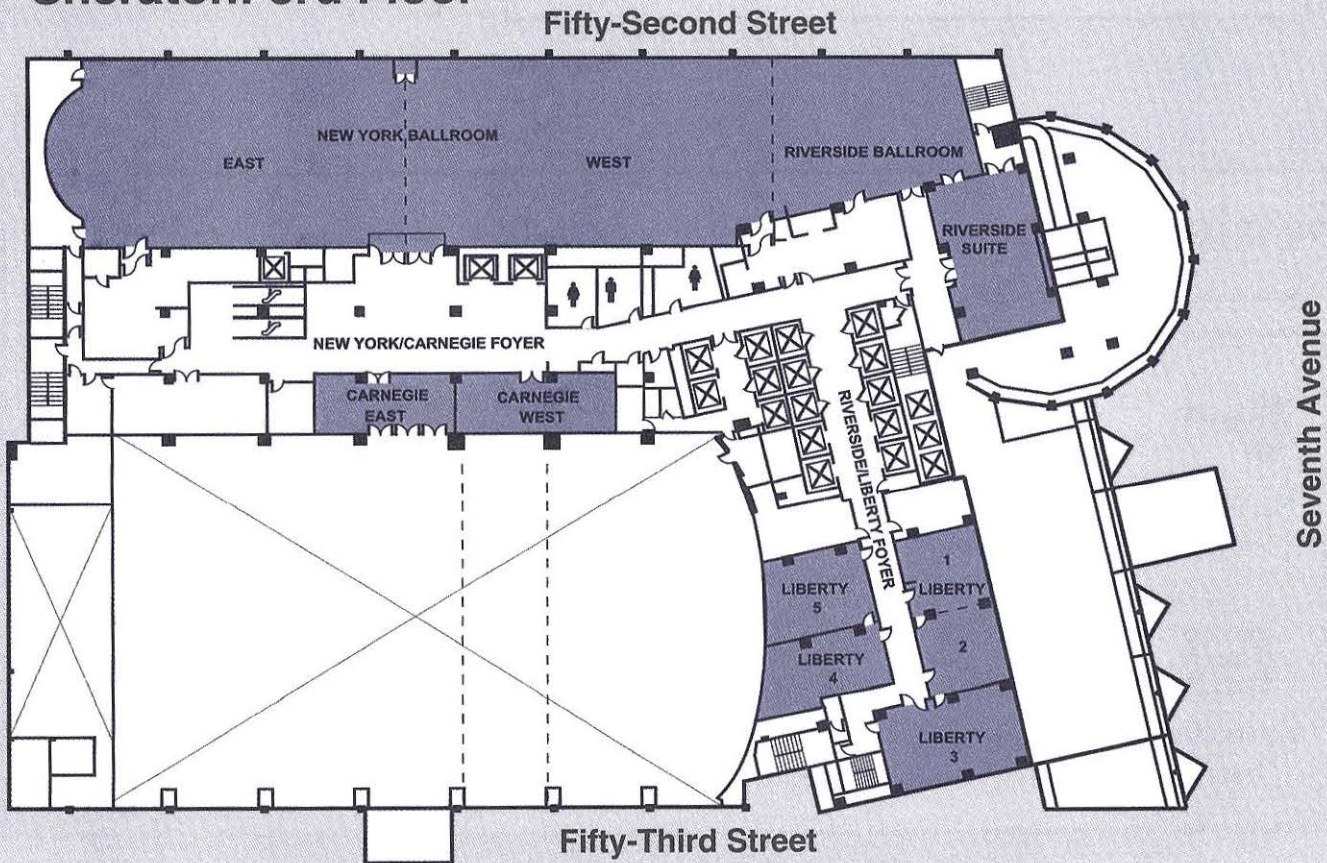 Fifty-Second Street
NEW YORK BALLROOM
EAST
WEST
RIVERSIDE BALLROOM
RIVERSIDE
SUITE
NEW YORK/CARNEGIE FOYER
CARNEGIE
EAST
CARNEGIE
WEST
RIVERSIDE/LIBERTY FOYER
Seventh Avenue
LIBERTY
5
1
LIBERTY
2
LIBERTY
4
LIBERTY
3
Fifty-Third Street